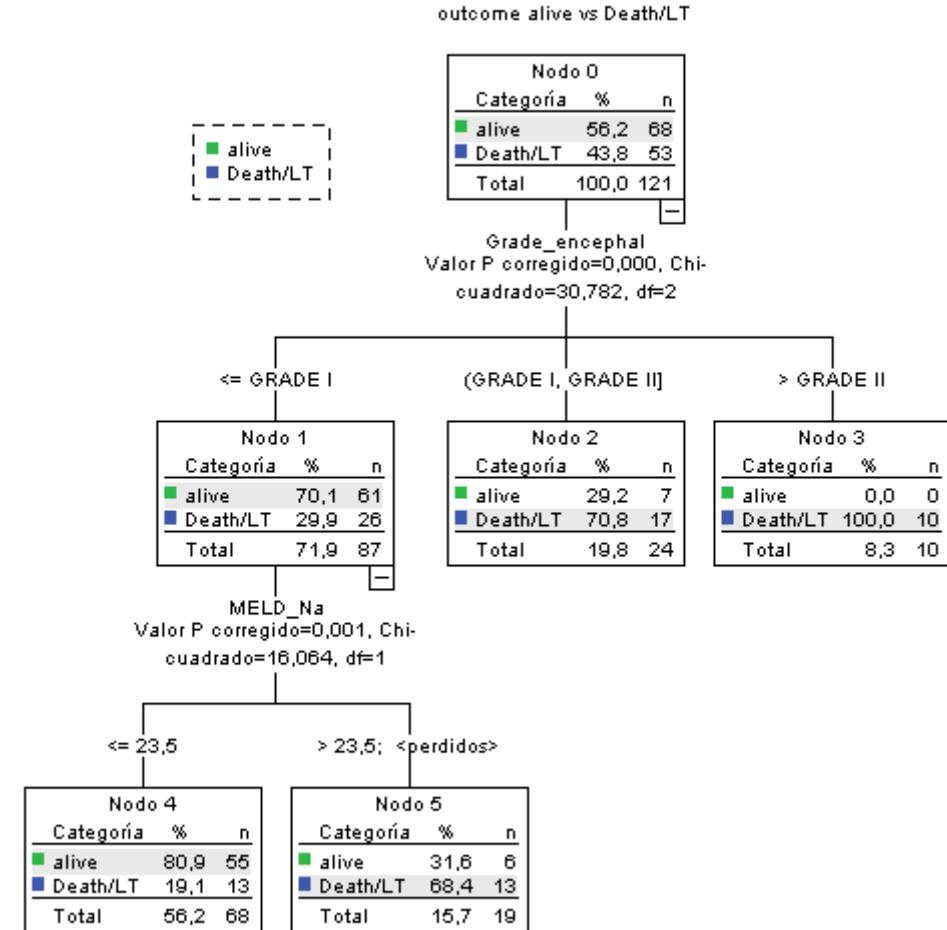 outcome alive vs Death/LT
alive
Death/LT
Nodo 0
Categoría % n
alive 56,2 68
Death/LT 43,8 53
Total 100,0 121
Grade_encephal
Valor P corregido=0,000, Chi-
cuadrado=30,782, df=2
<= GRADE I
(GRADE I, GRADE II]
> GRADE II
Nodo 1
Categoría % n
alive 70,1 61
Death/LT 29,9 26
Total 71,9 87
Nodo 2
Categoría % n
alive 29,2 7
Death/LT 70,8 17
Total 19,8 24
Nodo 3
Categoría % n
alive 0,0 0
Death/LT 100,0 10
Total 8,3 10
MELD_Na
Valor P corregido=0,001, Chi-
cuadrado=16,064, df=1
<= 23,5
> 23,5; <perdidos>
Nodo 4
Categoría % n
alive 80,9 55
Death/LT 19,1 13
Total 56,2 68
Nodo 5
Categoría % n
alive 31,6 6
Death/LT 68,4 13
Total 15,7 19